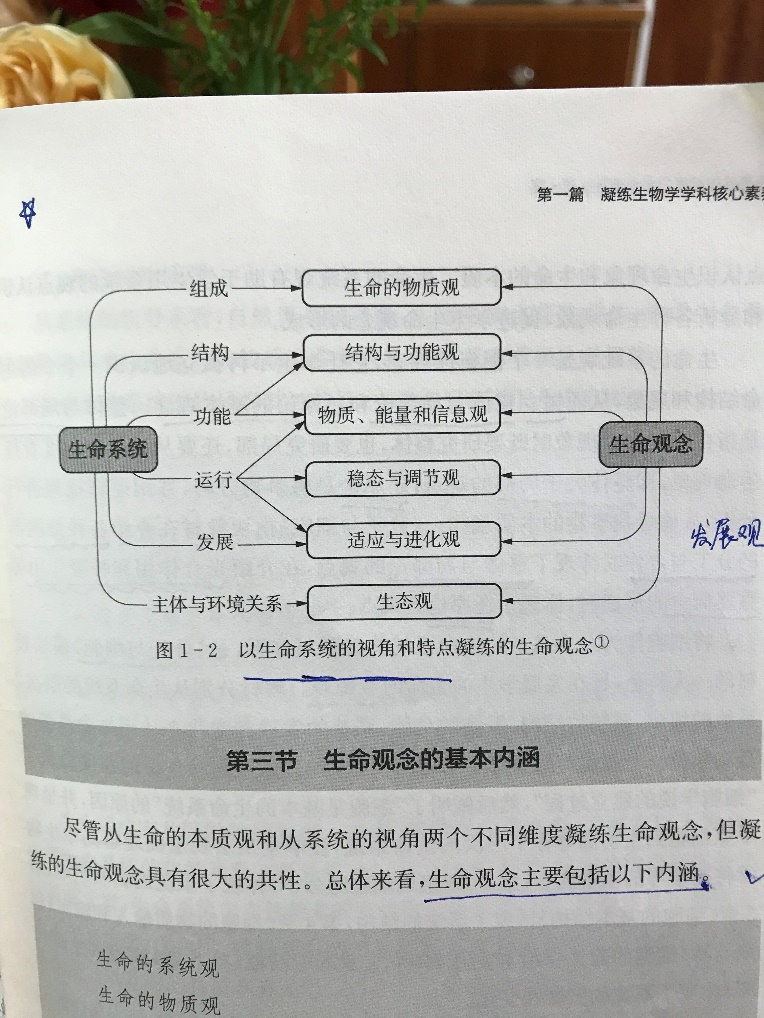 第一篇 凝练生物学学科核心素
组成 生命的物质观
结构 结构与功能观
功能 物质、能量和信息观
生命系统 生命观念
运行 稳态与调节观
发展观
发展 适应与进化观
主体与环境关系 生态观
图1-2 以生命系统的视角和特点凝练的生命观念①
第三节 生命观念的基本内涵
尽管从生命的本质观和从系统的视角两个不同维度凝练生命观念,但凝
练的生命观念具有很大的共性。总体来看,生命观念主要包括以下内涵。
生命的系统观
生命的物质观